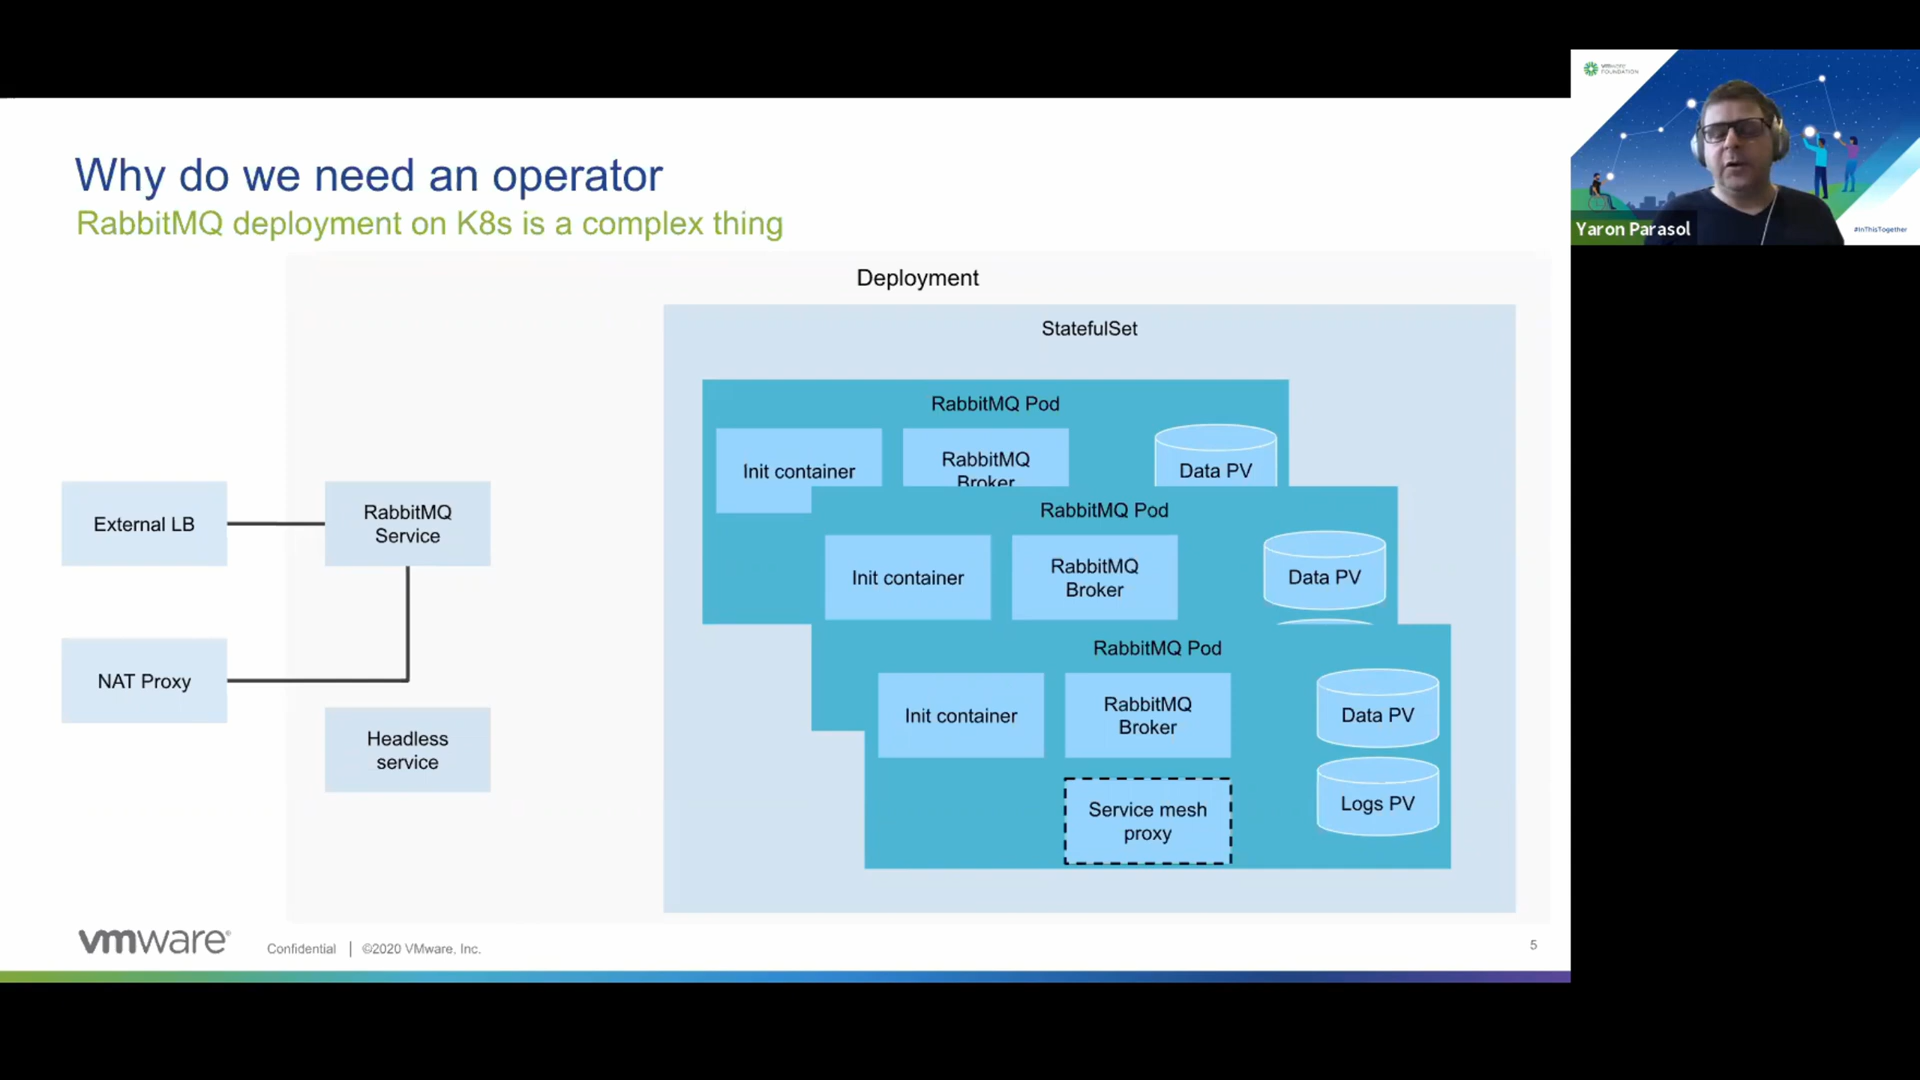 Why do we need an operator
RabbitMQ deployment on K8s is a complex thing
Deployment
StatefulSet
RabbitMQ Pod
Init container
RabbitMQ
Broker
Data PV
RabbitMQ Pod
Init container
RabbitMQ
Broker
Data PV
RabbitMQ Pod
Init container
RabbitMQ
Broker
Data PV
Service mesh
proxy
Logs PV
External LB
RabbitMQ
Service
NAT Proxy
Headless
service
vmware®
Confidential | ©2020 VMware, Inc.
5
vmware
FOUNDATION
Yaron Parasol
#InThisTogether